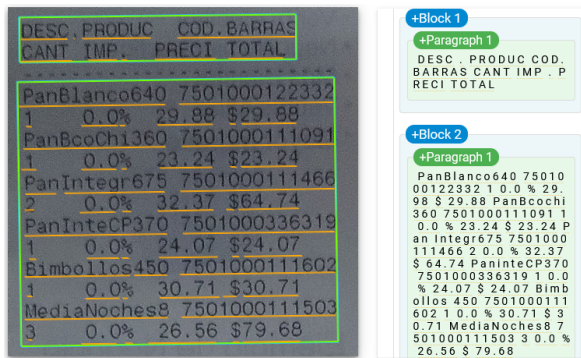 DESC.PRODUC COD.BARRAS
CANT IMP. PRECI TOTAL
PanBlanco640 7501000122332
1 0.0% 29.88 $29.88
PanBcoChi360 7501000111091
1 0.0% 23.24 $23.24
PanIntegr675 7501000111466
2 0.0% 32.37 $64.74
PanInteCP370 7501000336319
1 0.0% 24.07 $24.07
Bimbollos450 7501000111602
1 0.0% 30.71 $30.71
MediaNoches8 7501000111503
3 0.0% 26.56 $79.68
+Block 1
+Paragraph 1
DESC . PRODUC COD.
BARRAS CANT IMP . P
RECI TOTAL
+Block 2
+Paragraph 1
PanBlanco640 75010
00122332 1 0.0 % 29.
98 $ 29.88 PanBcochi
360 7501000111091 1
0.0 % 23.24 $ 23.24 P
an Integr675 7501000
111466 2 0.0 % 32.37
$ 64.74 PaninteCP370
7501000336319 1 0.0
% 24.07 $ 24.07 Bimb
ollos 450 7501000111
602 1 0.0 % 30.71 $ 3
0.71 MediaNoches8 7
501000111503 3 0.0 %
26.56 $ 79.68